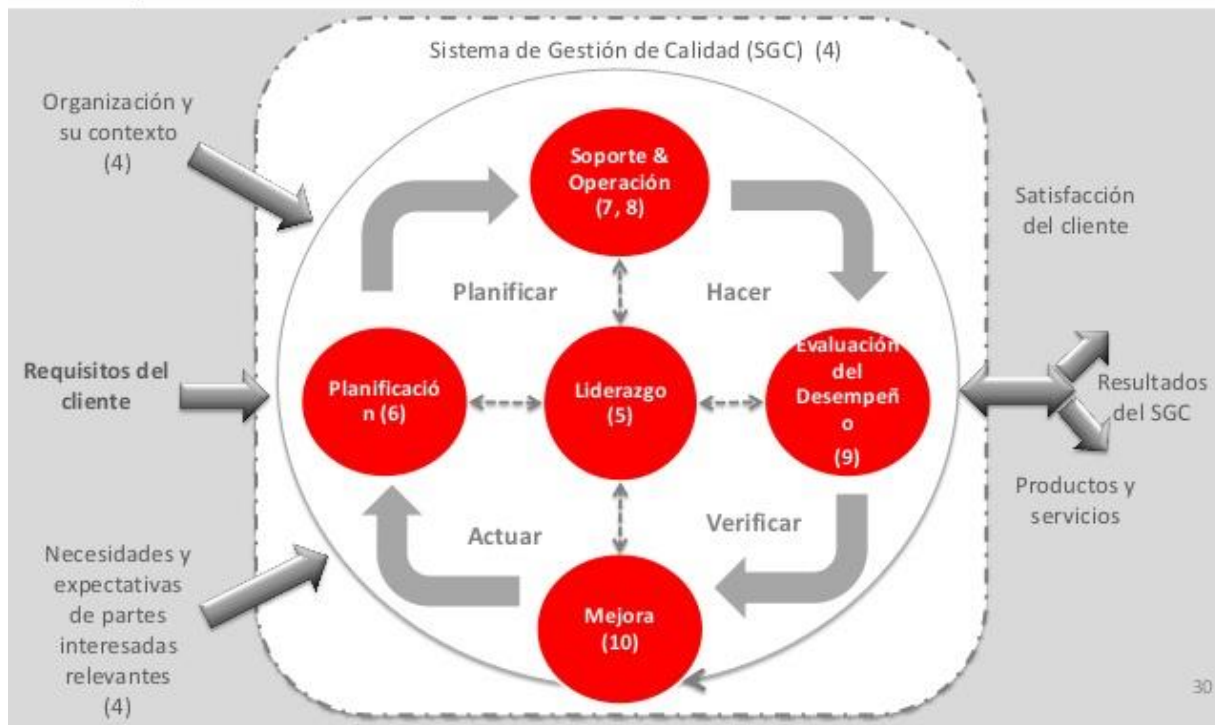 Sistema de Gestión de Calidad (SGC) (4)
Organización y
su contexto
(4)
Soporte &
Operación
(7, 8)
Satisfacción
del cliente
Planificar
Hacer
Requisitos del
cliente
Planificació
n (6)
Liderazgo
(5)
Evaluación
del
Desempeñ
o
(9)
Resultados
del SGC
Actuar
Verificar
Productos y
servicios
Necesidades y
expectativas
de partes
interesadas
relevantes
(4)
Mejora
(10)
30